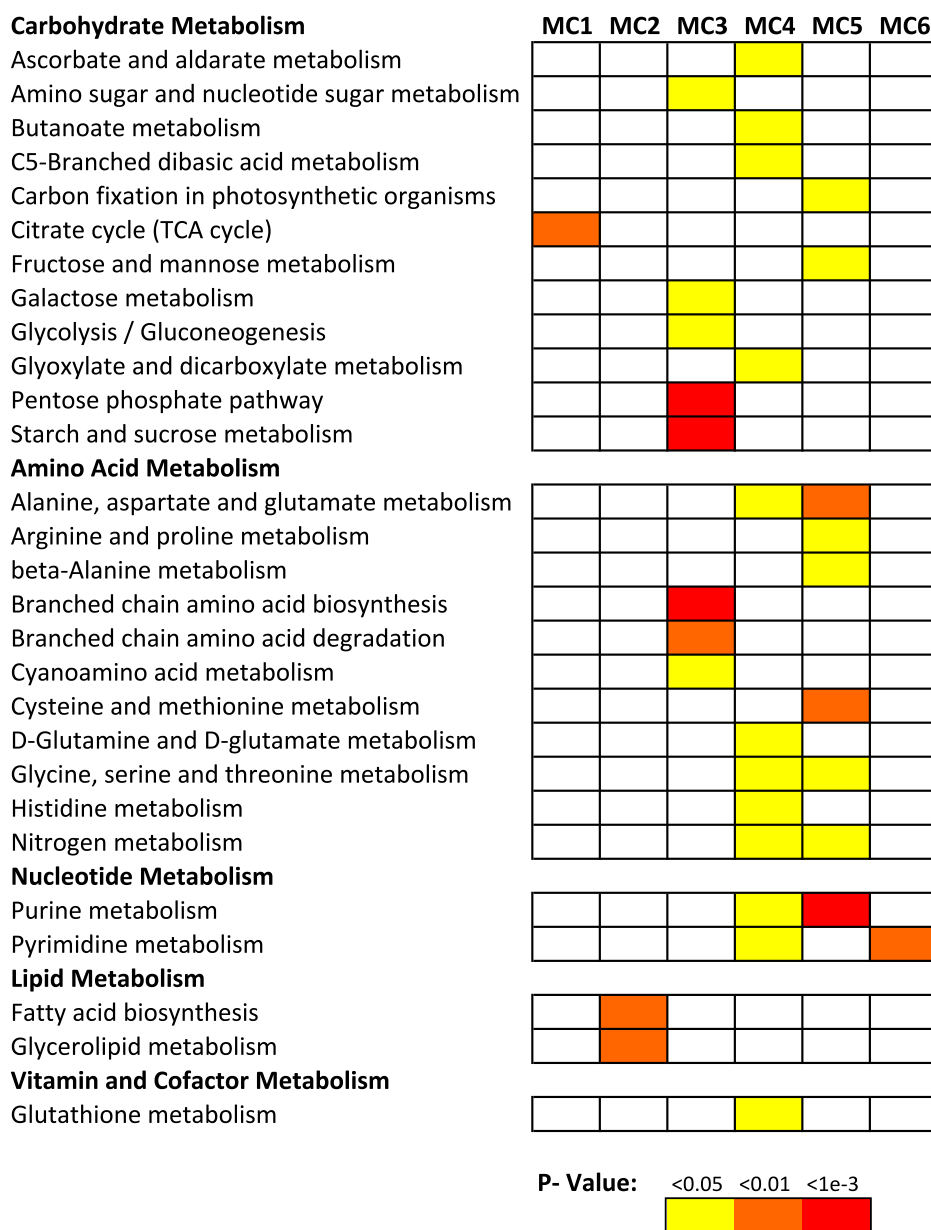 Carbohydrate Metabolism MC1 MC2 MC3 MC4 MC5 MC6
Ascorbate and aldarate metabolism
Amino sugar and nucleotide sugar metabolism
Butanoate metabolism
C5-Branched dibasic acid metabolism
Carbon fixation in photosynthetic organisms
Citrate cycle (TCA cycle)
Fructose and mannose metabolism
Galactose metabolism
Glycolysis / Gluconeogenesis
Glyoxylate and dicarboxylate metabolism
Pentose phosphate pathway
Starch and sucrose metabolism
Amino Acid Metabolism
Alanine, aspartate and glutamate metabolism
Arginine and proline metabolism
beta-Alanine metabolism
Branched chain amino acid biosynthesis
Branched chain amino acid degradation
Cyanoamino acid metabolism
Cysteine and methionine metabolism
D-Glutamine and D-glutamate metabolism
Glycine, serine and threonine metabolism
Histidine metabolism
Nitrogen metabolism
Nucleotide Metabolism
Purine metabolism
Pyrimidine metabolism
Lipid Metabolism
Fatty acid biosynthesis
Glycerolipid metabolism
Vitamin and Cofactor Metabolism
Glutathione metabolism
P- Value: <0.05 <0.01 <1e-3